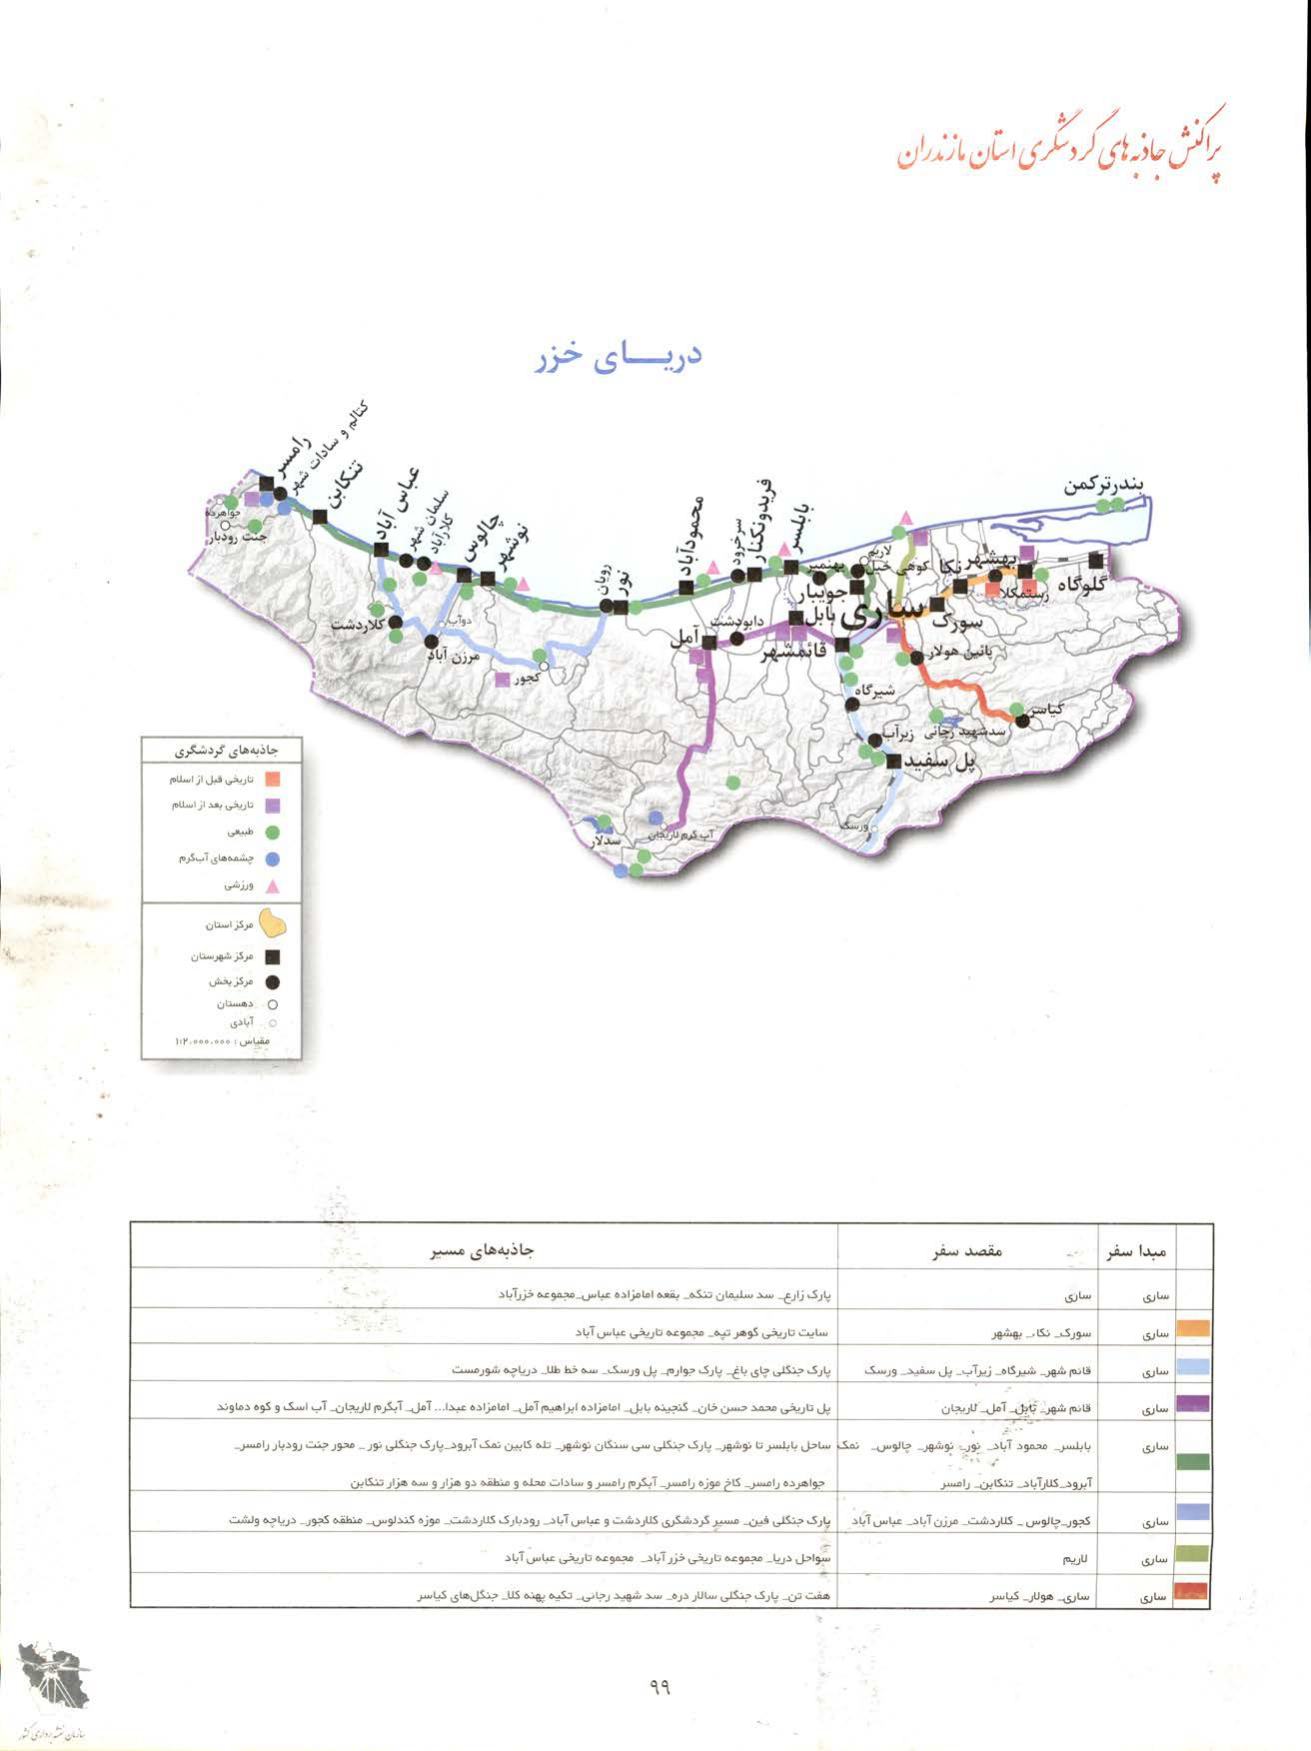 پراکنش جاذبه های گردشگری استان مازندران
دریـــای خزر
رامسر
کتالم و سادات شهر
جواهرده
جنت رودبار
تنکابن
عباس آباد
سلمان شهر
کلارآباد
چالوس
نوشهر
کلاردشت
دوآب
مرزن آباد
کجور
رویان
نور
محمودآباد
سرخرود
فریدونکنار
بابلسر
بهنمیر
لاریم
کوهی خیل
جویبار
بابل
دابودشت
آمل
قائمشهر
ساری
سورک
نکا
بهشهر
رستمکلا
گلوگاه
بندرترکمن
پائین هولار
شیرگاه
کیاسر
سدشهید رجائی
زیرآب
پل سفید
ورسک
آب گرم لاریجان
سدلار
جاذبه‌های گردشگری
تاریخی قبل از اسلام
تاریخی بعد از اسلام
طبیعی
چشمه‌های آب‌گرم
ورزشی
مرکز استان
مرکز شهرستان
مرکز بخش
دهستان
آبادی
مقیاس : ۱:۲،۰۰۰،۰۰۰
مبدا سفر مقصد سفر جاذبه‌های مسیر
ساری ساری پارک زارع_ سد سلیمان تنگه_ بقعه امامزاده عباس_مجموعه خزرآباد
ساری سورک_ نکا_ بهشهر سایت تاریخی گوهر تپه_ مجموعه تاریخی عباس آباد
ساری قائم شهر_ شیرگاه_ زیرآب_ پل سفید_ ورسک پارک جنگلی چای باغ_ پارک جوارم_ پل ورسک_ سه خط طلا_ دریاچه شورمست
ساری قائم شهر_ بابل_ آمل_ لاریجان پل تاریخی محمد حسن خان_ گنجینه بابل_ امامزاده ابراهیم آمل_ امامزاده عبدا... آمل_ آبگرم لاریجان_ آب اسک و کوه دماوند
ساری بابلسر_ محمود آباد_ نور_ نوشهر_ چالوس_ نمک ساحل بابلسر تا نوشهر_ پارک جنگلی سی سنگان نوشهر_ تله کابین نمک آبرود_پارک جنگلی نور _ محور جنت رودبار رامسر_
آبرود_کلارآباد_ تنکابن_ رامسر جواهرده رامسر_ کاخ موزه رامسر_ آبگرم رامسر و سادات محله و منطقه دو هزار و سه هزار تنکابن
ساری کجور_چالوس _ کلاردشت_ مرزن آباد_ عباس آباد پارک جنگلی فین_ مسیر گردشگری کلاردشت و عباس آباد_ رودبارک کلاردشت_ موزه کندلوس_ منطقه کجور_ دریاچه ولشت
ساری لاریم سواحل دریا_ مجموعه تاریخی خزر آباد_ مجموعه تاریخی عباس آباد
ساری ساری_ هولار_ کیاسر هفت تن_ پارک جنگلی سالار دره_ سد شهید رجائی_ تکیه پهنه کلا_ جنگل‌های کیاسر
۹۹
سازمان نقشه برداری کشور